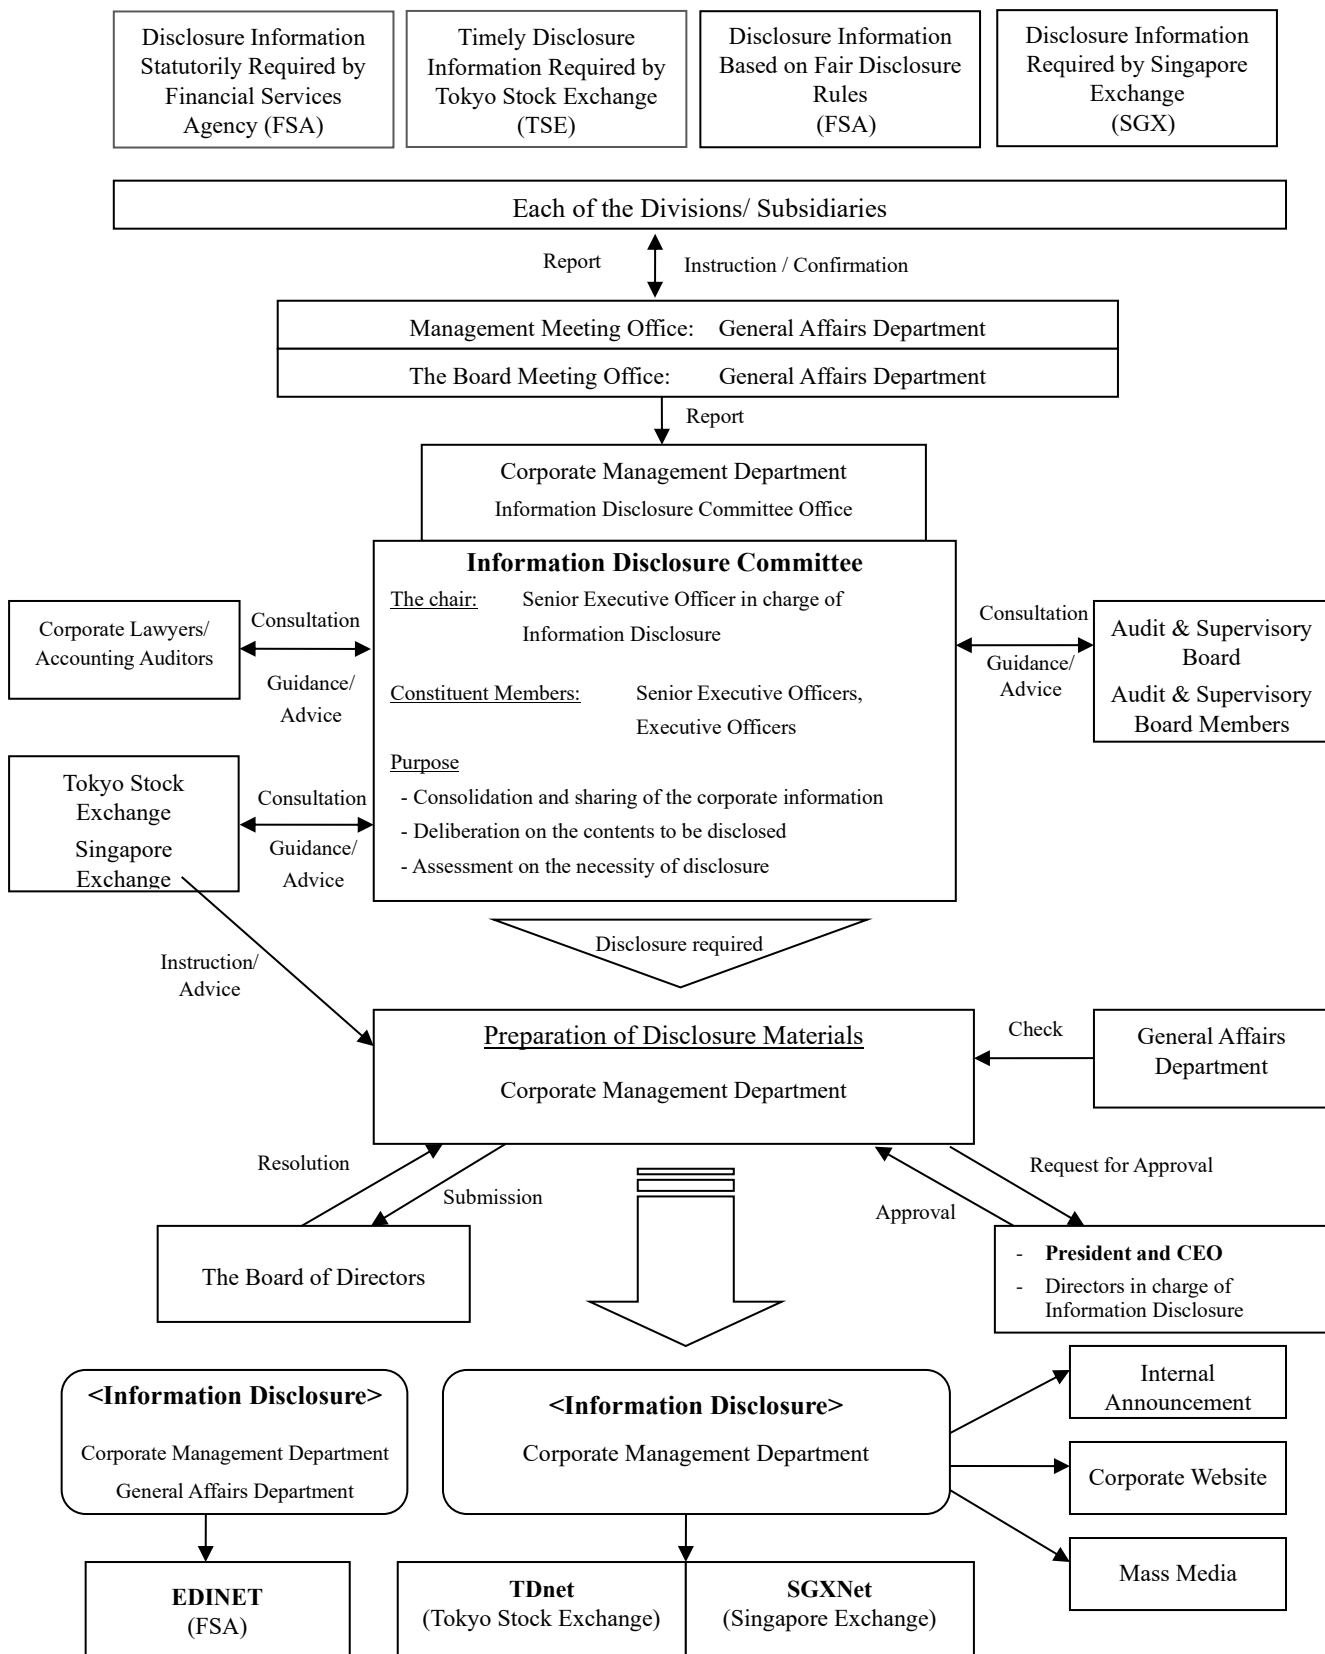 Disclosure Information
Statutorily Required by
Financial Services
Agency (FSA)
Timely Disclosure
Information Required by
Tokyo Stock Exchange
(TSE)
Disclosure Information
Based on Fair Disclosure
Rules
(FSA)
Disclosure Information
Required by Singapore
Exchange
(SGX)
Each of the Divisions/ Subsidiaries
Report
Instruction / Confirmation
Management Meeting Office: General Affairs Department
The Board Meeting Office: General Affairs Department
Report
Corporate Management Department
Information Disclosure Committee Office
Information Disclosure Committee
The chair: Senior Executive Officer in charge of
Information Disclosure
Constituent Members: Senior Executive Officers,
Executive Officers
Purpose
- Consolidation and sharing of the corporate information
- Deliberation on the contents to be disclosed
- Assessment on the necessity of disclosure
Corporate Lawyers/
Accounting Auditors
Consultation
Guidance/
Advice
Consultation
Guidance/
Advice
Audit & Supervisory
Board
Audit & Supervisory
Board Members
Tokyo Stock
Exchange
Singapore
Exchange
Consultation
Guidance/
Advice
Disclosure required
Instruction/
Advice
Preparation of Disclosure Materials
Corporate Management Department
Check
General Affairs
Department
Resolution
Submission
Approval
Request for Approval
The Board of Directors
- President and CEO
- Directors in charge of
Information Disclosure
<Information Disclosure>
Corporate Management Department
General Affairs Department
<Information Disclosure>
Corporate Management Department
Internal
Announcement
Corporate Website
Mass Media
EDINET
(FSA)
TDnet
(Tokyo Stock Exchange)
SGXNet
(Singapore Exchange)